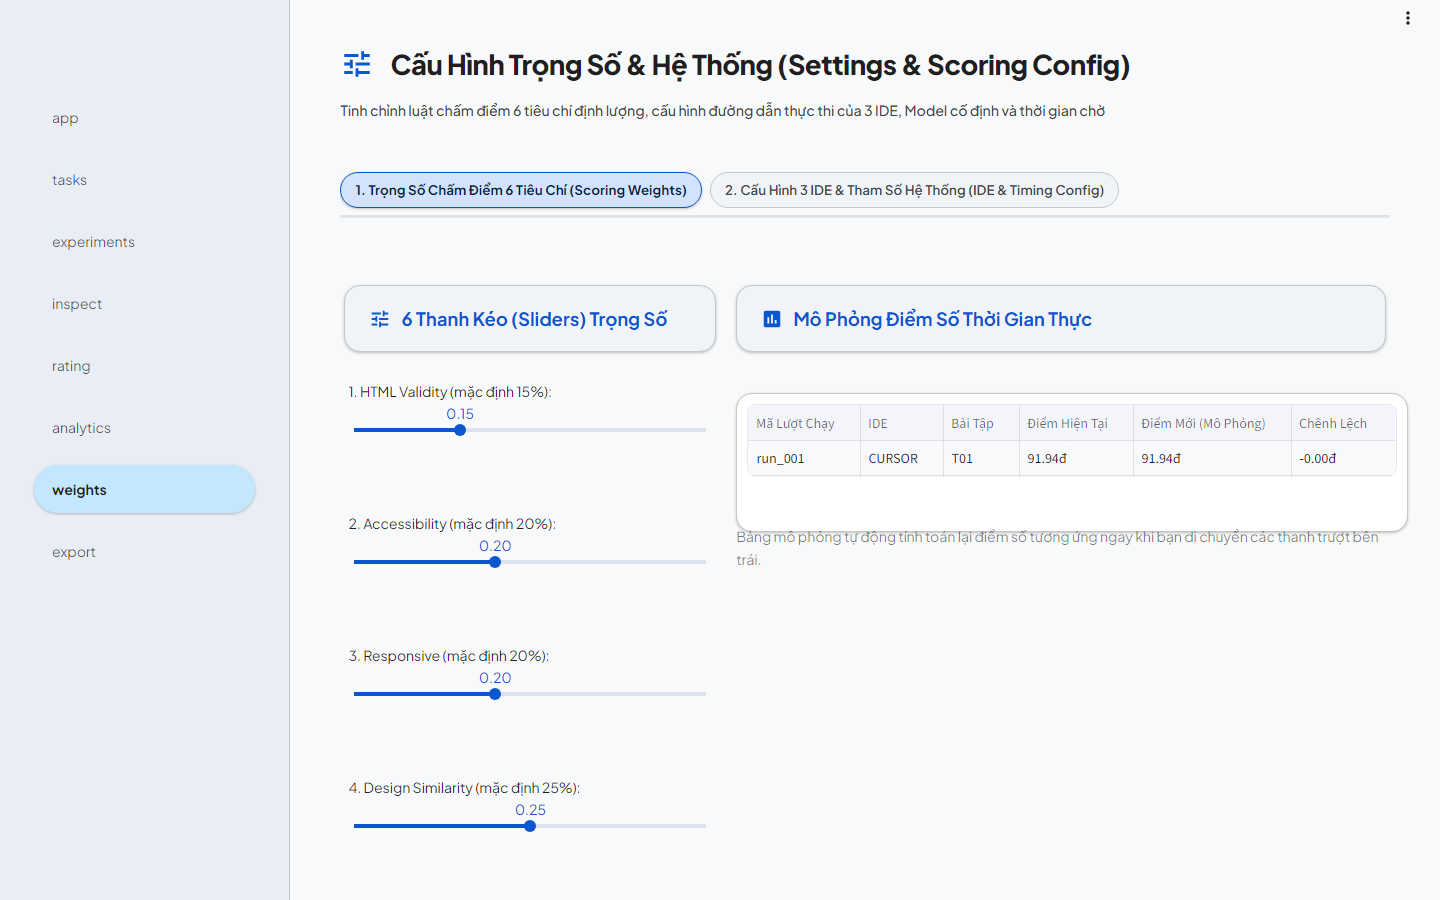 app
tasks
experiments
inspect
rating
analytics
weights
export
Cấu Hình Trọng Số & Hệ Thống (Settings & Scoring Config)
Tinh chỉnh luật chấm điểm 6 tiêu chí định lượng, cấu hình đường dẫn thực thi của 3 IDE, Model cố định và thời gian chờ
1. Trọng Số Chấm Điểm 6 Tiêu Chí (Scoring Weights)
2. Cấu Hình 3 IDE & Tham Số Hệ Thống (IDE & Timing Config)
6 Thanh Kéo (Sliders) Trọng Số
1. HTML Validity (mặc định 15%):
0.15
2. Accessibility (mặc định 20%):
0.20
3. Responsive (mặc định 20%):
0.20
4. Design Similarity (mặc định 25%):
0.25
Mô Phỏng Điểm Số Thời Gian Thực
Mã Lượt Chạy IDE Bài Tập Điểm Hiện Tại Điểm Mới (Mô Phỏng) Chênh Lệch
run_001 CURSOR T01 91.94đ 91.94đ -0.00đ
Bảng mô phỏng tự động tính toán lại điểm số tương ứng ngay khi bạn di chuyển các thanh trượt bên
trái.